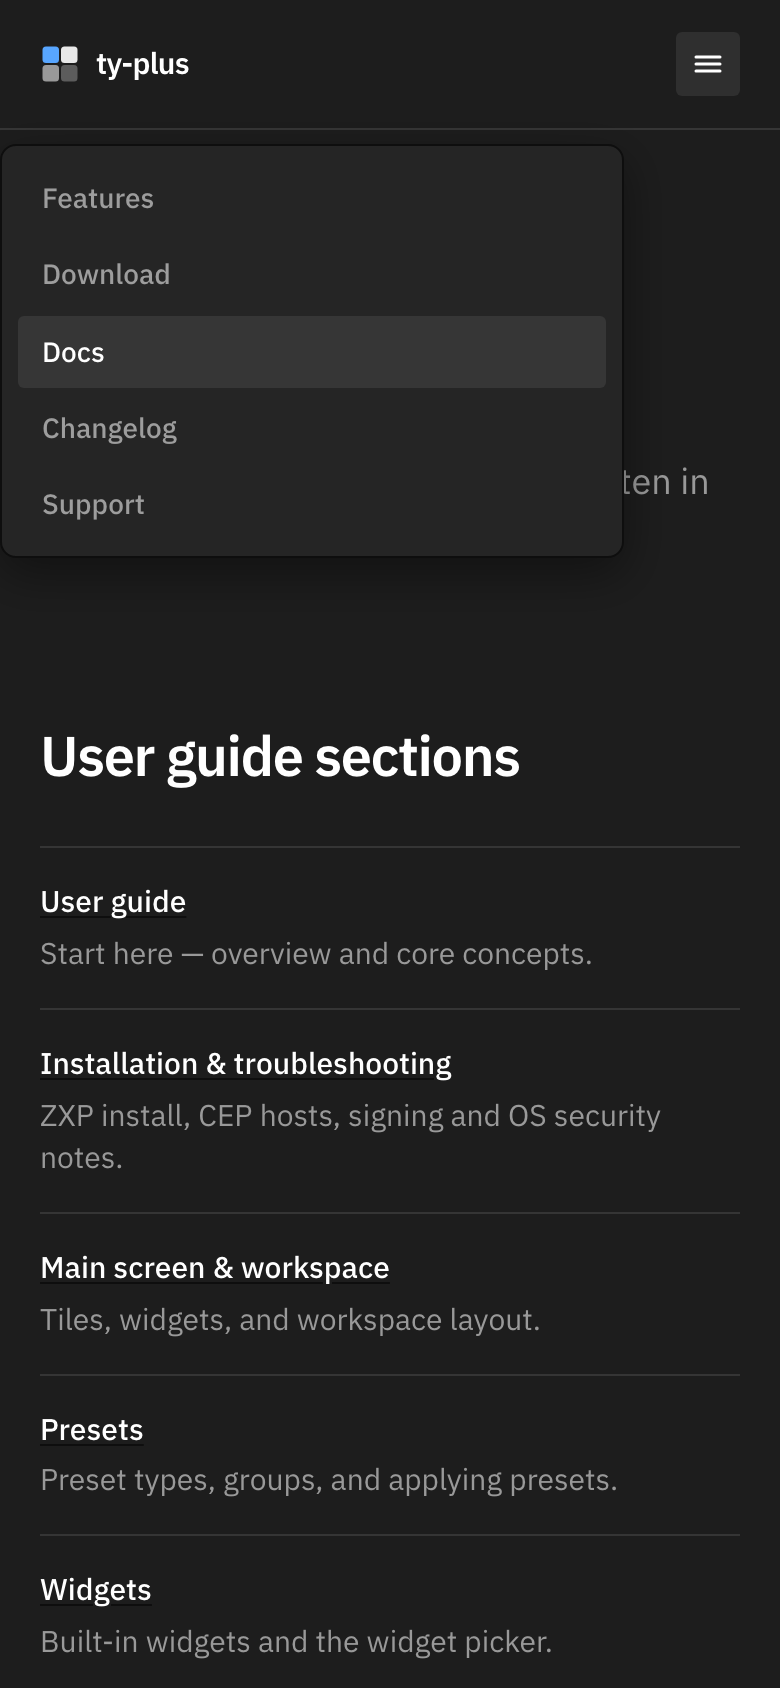 ty-plus
Features
Download
Docs
Changelog
Support
in
User guide sections
User guide
Start here — overview and core concepts.
Installation & troubleshooting
ZXP install, CEP hosts, signing and OS security
notes.
Main screen & workspace
Tiles, widgets, and workspace layout.
Presets
Preset types, groups, and applying presets.
Widgets
Built-in widgets and the widget picker.